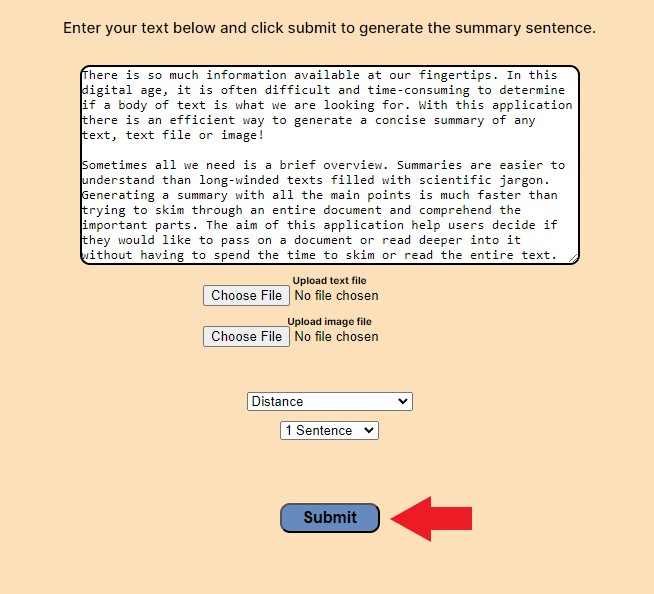 Enter your text below and click submit to generate the summary sentence.
There is so much information available at our fingertips. In this
digital age, it is often difficult and time-consuming to determine
if a body of text is what we are looking for. With this application
there is an efficient way to generate a concise summary of any
text, text file or image!
Sometimes all we need is a brief overview. Summaries are easier to
understand than long-winded texts filled with scientific jargon.
Generating a summary with all the main points is much faster than
trying to skim through an entire document and comprehend the
important parts. The aim of this application help users decide if
they would like to pass on a document or read deeper into it
without having to spend the time to skim or read the entire text.
Upload text file
Choose File No file chosen
Upload image file
Choose File No file chosen
Distance
1 Sentence
Submit